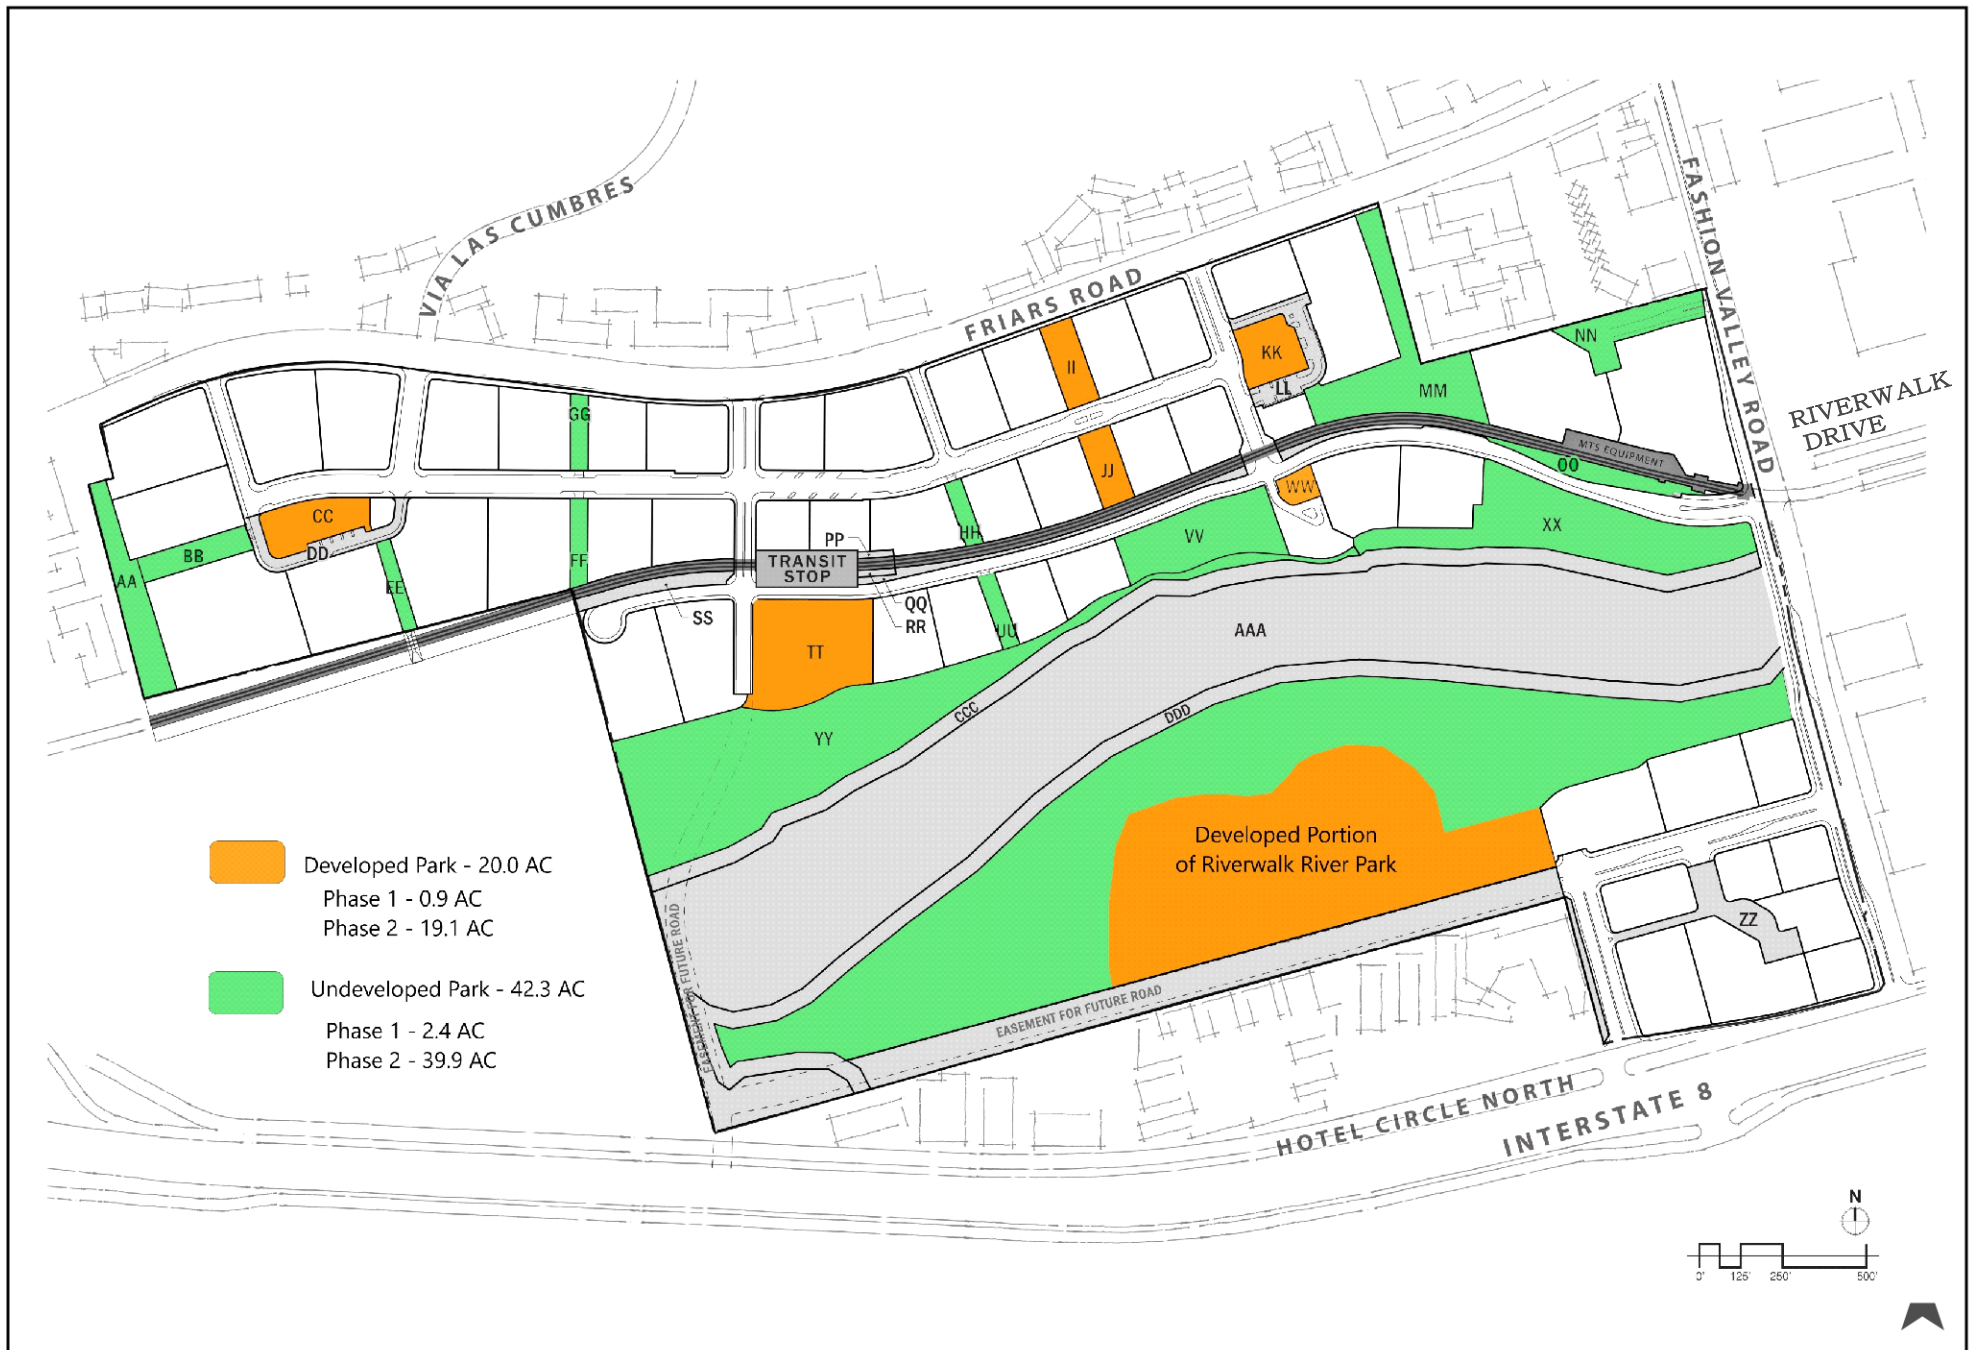 VIA LAS CUMBRES
FRIARS ROAD
FASHION VALLEY ROAD
RIVERWALK
DRIVE
II
KK
LL
MM
NN
GG
JJ
MTS EQUIPMENT
OO
WW
CC
DD
BB
AA
EE
FF
HH
PP
TRANSIT
STOP
QQ
RR
SS
VV
XX
UU
TT
AAA
YY
CCC
DDD
Developed Portion
of Riverwalk River Park
ZZ
Developed Park - 20.0 AC
Phase 1 - 0.9 AC
Phase 2 - 19.1 AC
Undeveloped Park - 42.3 AC
Phase 1 - 2.4 AC
Phase 2 - 39.9 AC
EASEMENT FOR FUTURE ROAD
EASEMENT FOR FUTURE ROAD
HOTEL CIRCLE NORTH
INTERSTATE 8
N
0' 125' 250' 500'